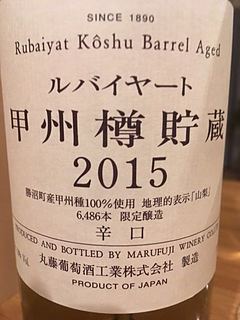 SINCE 1890
Rubaiyat Kôshu Barrel Aged
ルバイヤート
甲州樽貯蔵
2015
勝沼町産甲州種100%使用 地理的表示「山梨」
6,486本 限定醸造
辛口
PRODUCED AND BOTTLED BY MARUFUJI WINERY
丸藤葡萄酒工業株式会社 製造
PRODUCT OF JAPAN